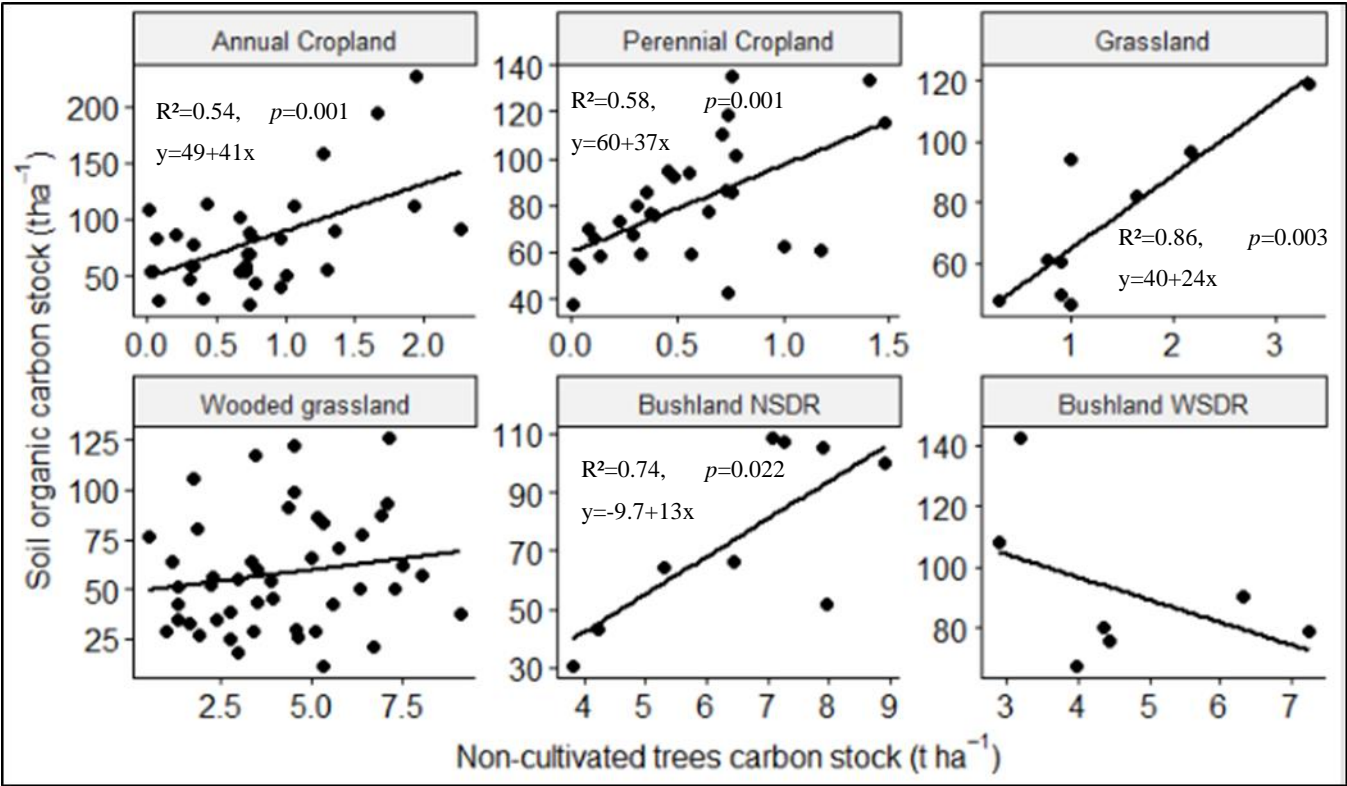 Annual Cropland
R²=0.54, p=0.001
y=49+41x
200
150
100
50
0.0 0.5 1.0 1.5 2.0
Perennial Cropland
R²=0.58, p=0.001
y=60+37x
140
120
100
80
60
40
0.0 0.5 1.0 1.5
Grassland
R²=0.86, p=0.003
y=40+24x
120
100
80
60
1 2 3
Soil organic carbon stock (tha⁻¹)
Wooded grassland
125
100
75
50
25
2.5 5.0 7.5
Bushland NSDR
R²=0.74, p=0.022
y=-9.7+13x
110
90
70
50
30
4 5 6 7 8 9
Bushland WSDR
140
120
100
80
3 4 5 6 7
Non-cultivated trees carbon stock (t ha⁻¹)